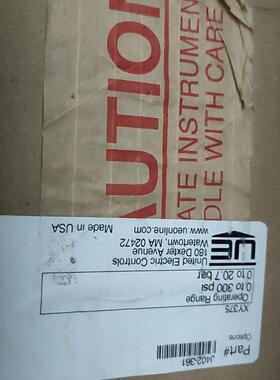 CAUTION
ATE INSTRUMEN
DLE WITH CARE
Part#: J402-361
Options:
XY375
Operating Range
0 to 300 psi
0 to 20.7 bar
UE
United Electric Controls
180 Dexter Avenue
Watertown, MA 02472
www.ueonline.com
Made in USA